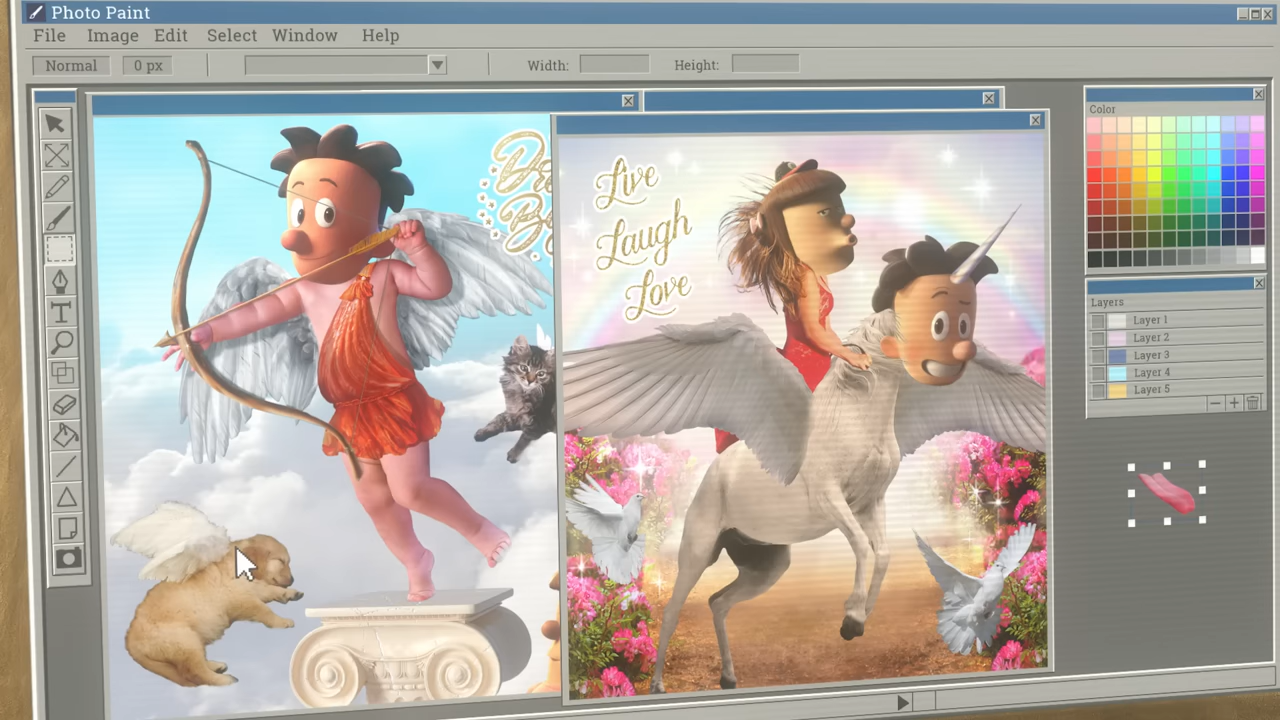 Photo Paint
File Image Edit Select Window Help
Normal 0 px Width: Height:
Live
Laugh
Love
Color
Layers
Layer 1
Layer 2
Layer 3
Layer 4
Layer 5